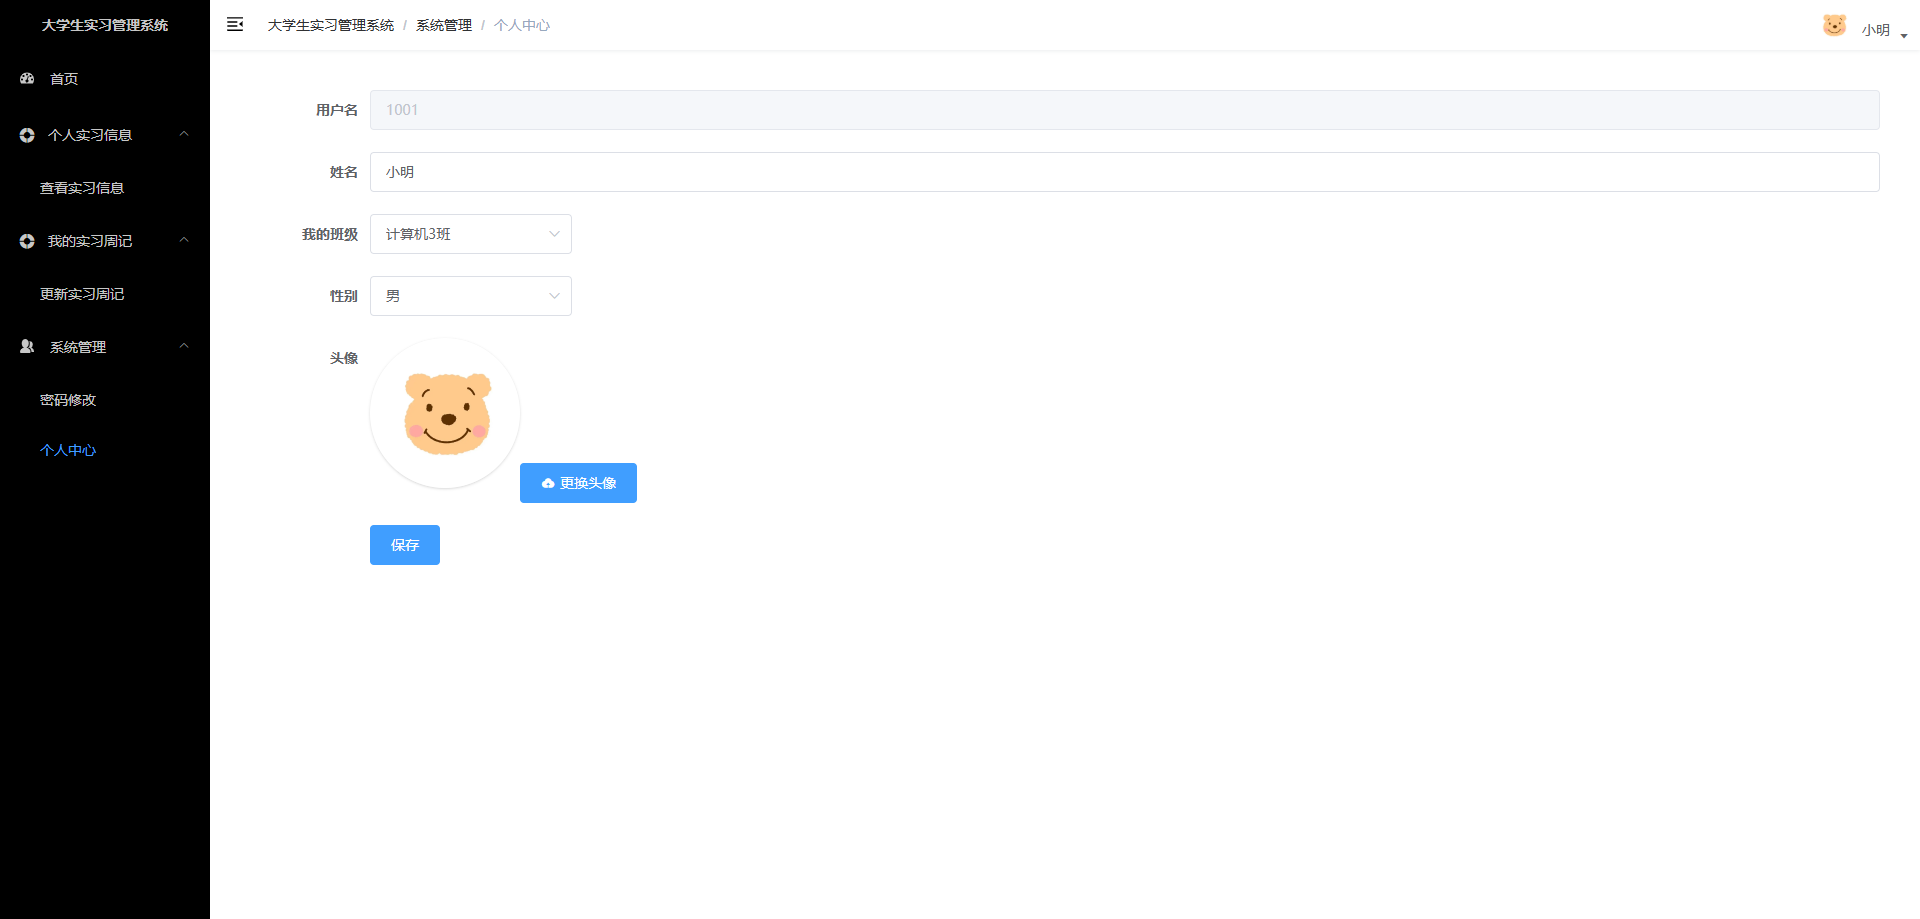 大学生实习管理系统
首页
个人实习信息
查看实习信息
我的实习周记
更新实习周记
系统管理
密码修改
个人中心
大学生实习管理系统 / 系统管理 / 个人中心
小明
用户名 1001
姓名 小明
我的班级 计算机3班
性别 男
头像
更换头像
保存